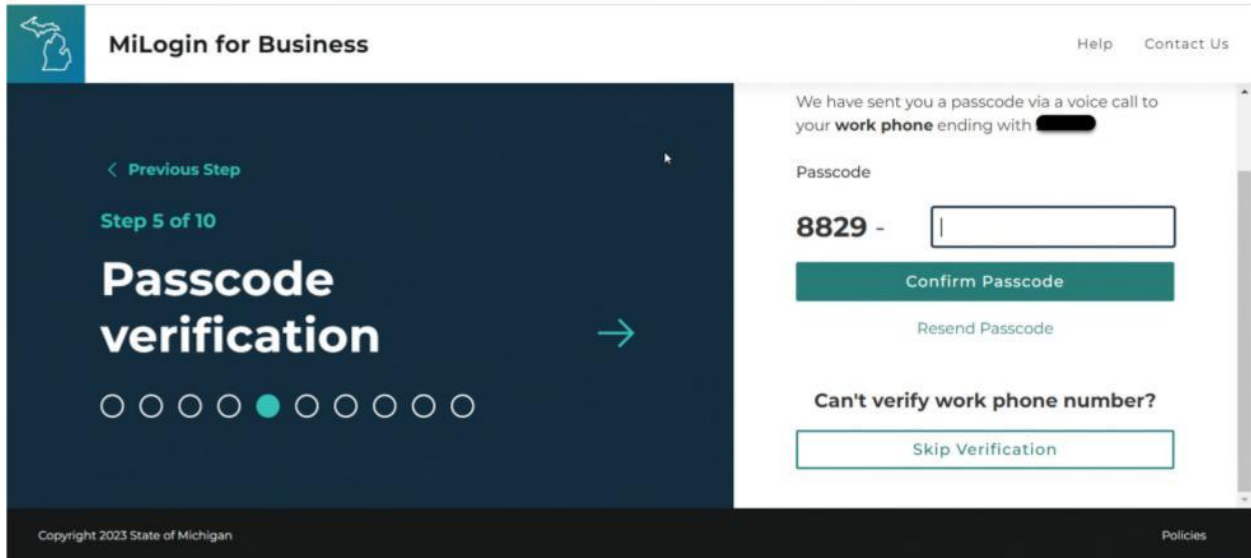 MiLogin for Business
Help
Contact Us
< Previous Step
Step 5 of 10
Passcode
verification
We have sent you a passcode via a voice call to
your work phone ending with
Passcode
8829 -
Confirm Passcode
Resend Passcode
Can't verify work phone number?
Skip Verification
Copyright 2023 State of Michigan
Policies